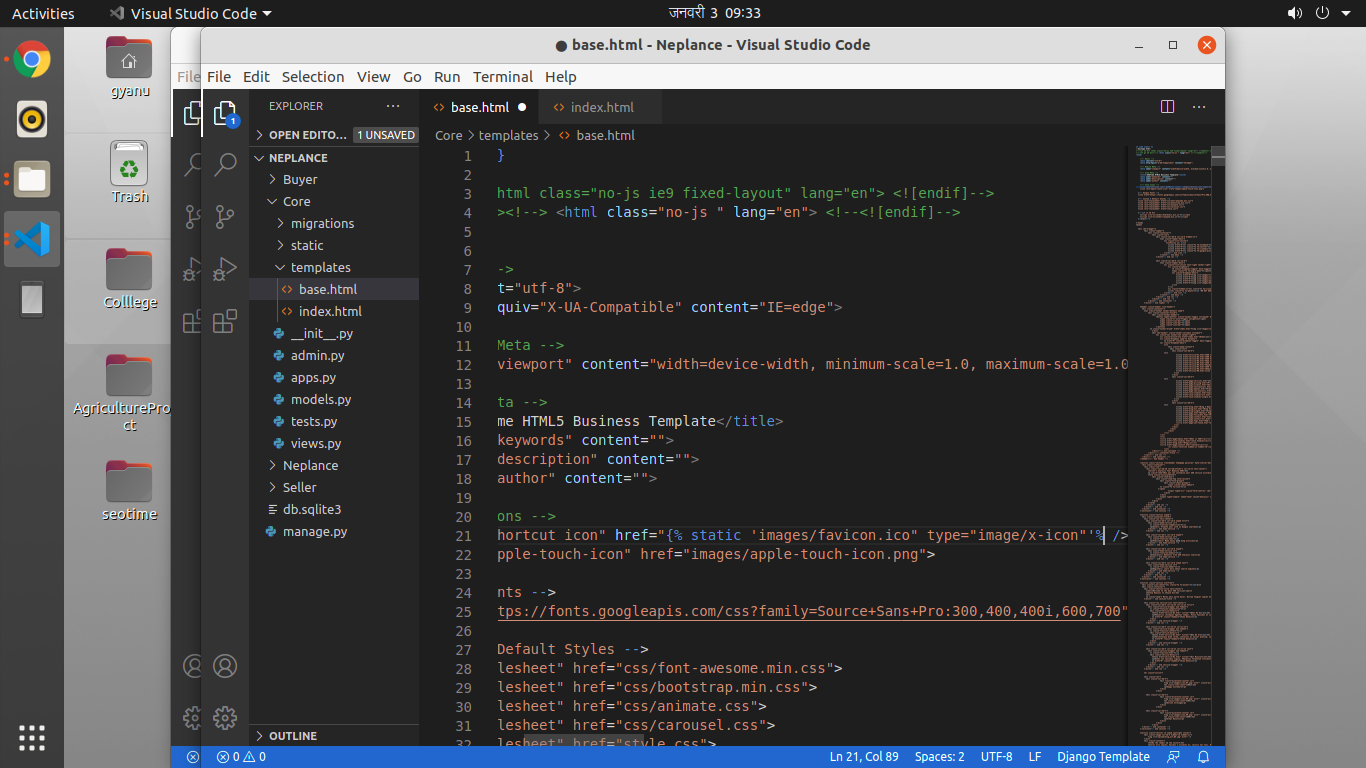 Activities
Visual Studio Code
जनवरी 3 09:33
● base.html - Neplance - Visual Studio Code
File
File Edit Selection View Go Run Terminal Help
gyanu
Trash
Colllege
AgricultureProject
seotime
1
EXPLORER
OPEN EDITO... 1 UNSAVED
NEPLANCE
Buyer
Core
migrations
static
templates
base.html
index.html
__init__.py
admin.py
apps.py
models.py
tests.py
views.py
Neplance
Seller
db.sqlite3
manage.py
OUTLINE
base.html
index.html
Core > templates > base.html
1 }
2
3 html class="no-js ie9 fixed-layout" lang="en"> <![endif]-->
4 ><!--> <html class="no-js " lang="en"> <!--<![endif]-->
5
6
7 ->
8 t="utf-8">
9 quiv="X-UA-Compatible" content="IE=edge">
10
11 Meta -->
12 viewport" content="width=device-width, minimum-scale=1.0, maximum-scale=1.0
13
14 ta -->
15 me HTML5 Business Template</title>
16 keywords" content="">
17 description" content="">
18 author" content="">
19
20 ons -->
21 hortcut icon" href="{% static 'images/favicon.ico" type="image/x-icon"'% />
22 pple-touch-icon" href="images/apple-touch-icon.png">
23
24 nts -->
25 tps://fonts.googleapis.com/css?family=Source+Sans+Pro:300,400,400i,600,700"
26
27 Default Styles -->
28 lesheet" href="css/font-awesome.min.css">
29 lesheet" href="css/bootstrap.min.css">
30 lesheet" href="css/animate.css">
31 lesheet" href="css/carousel.css">
32 lesheet" href="style.css">
0 0
Ln 21, Col 89 Spaces: 2 UTF-8 LF Django Template